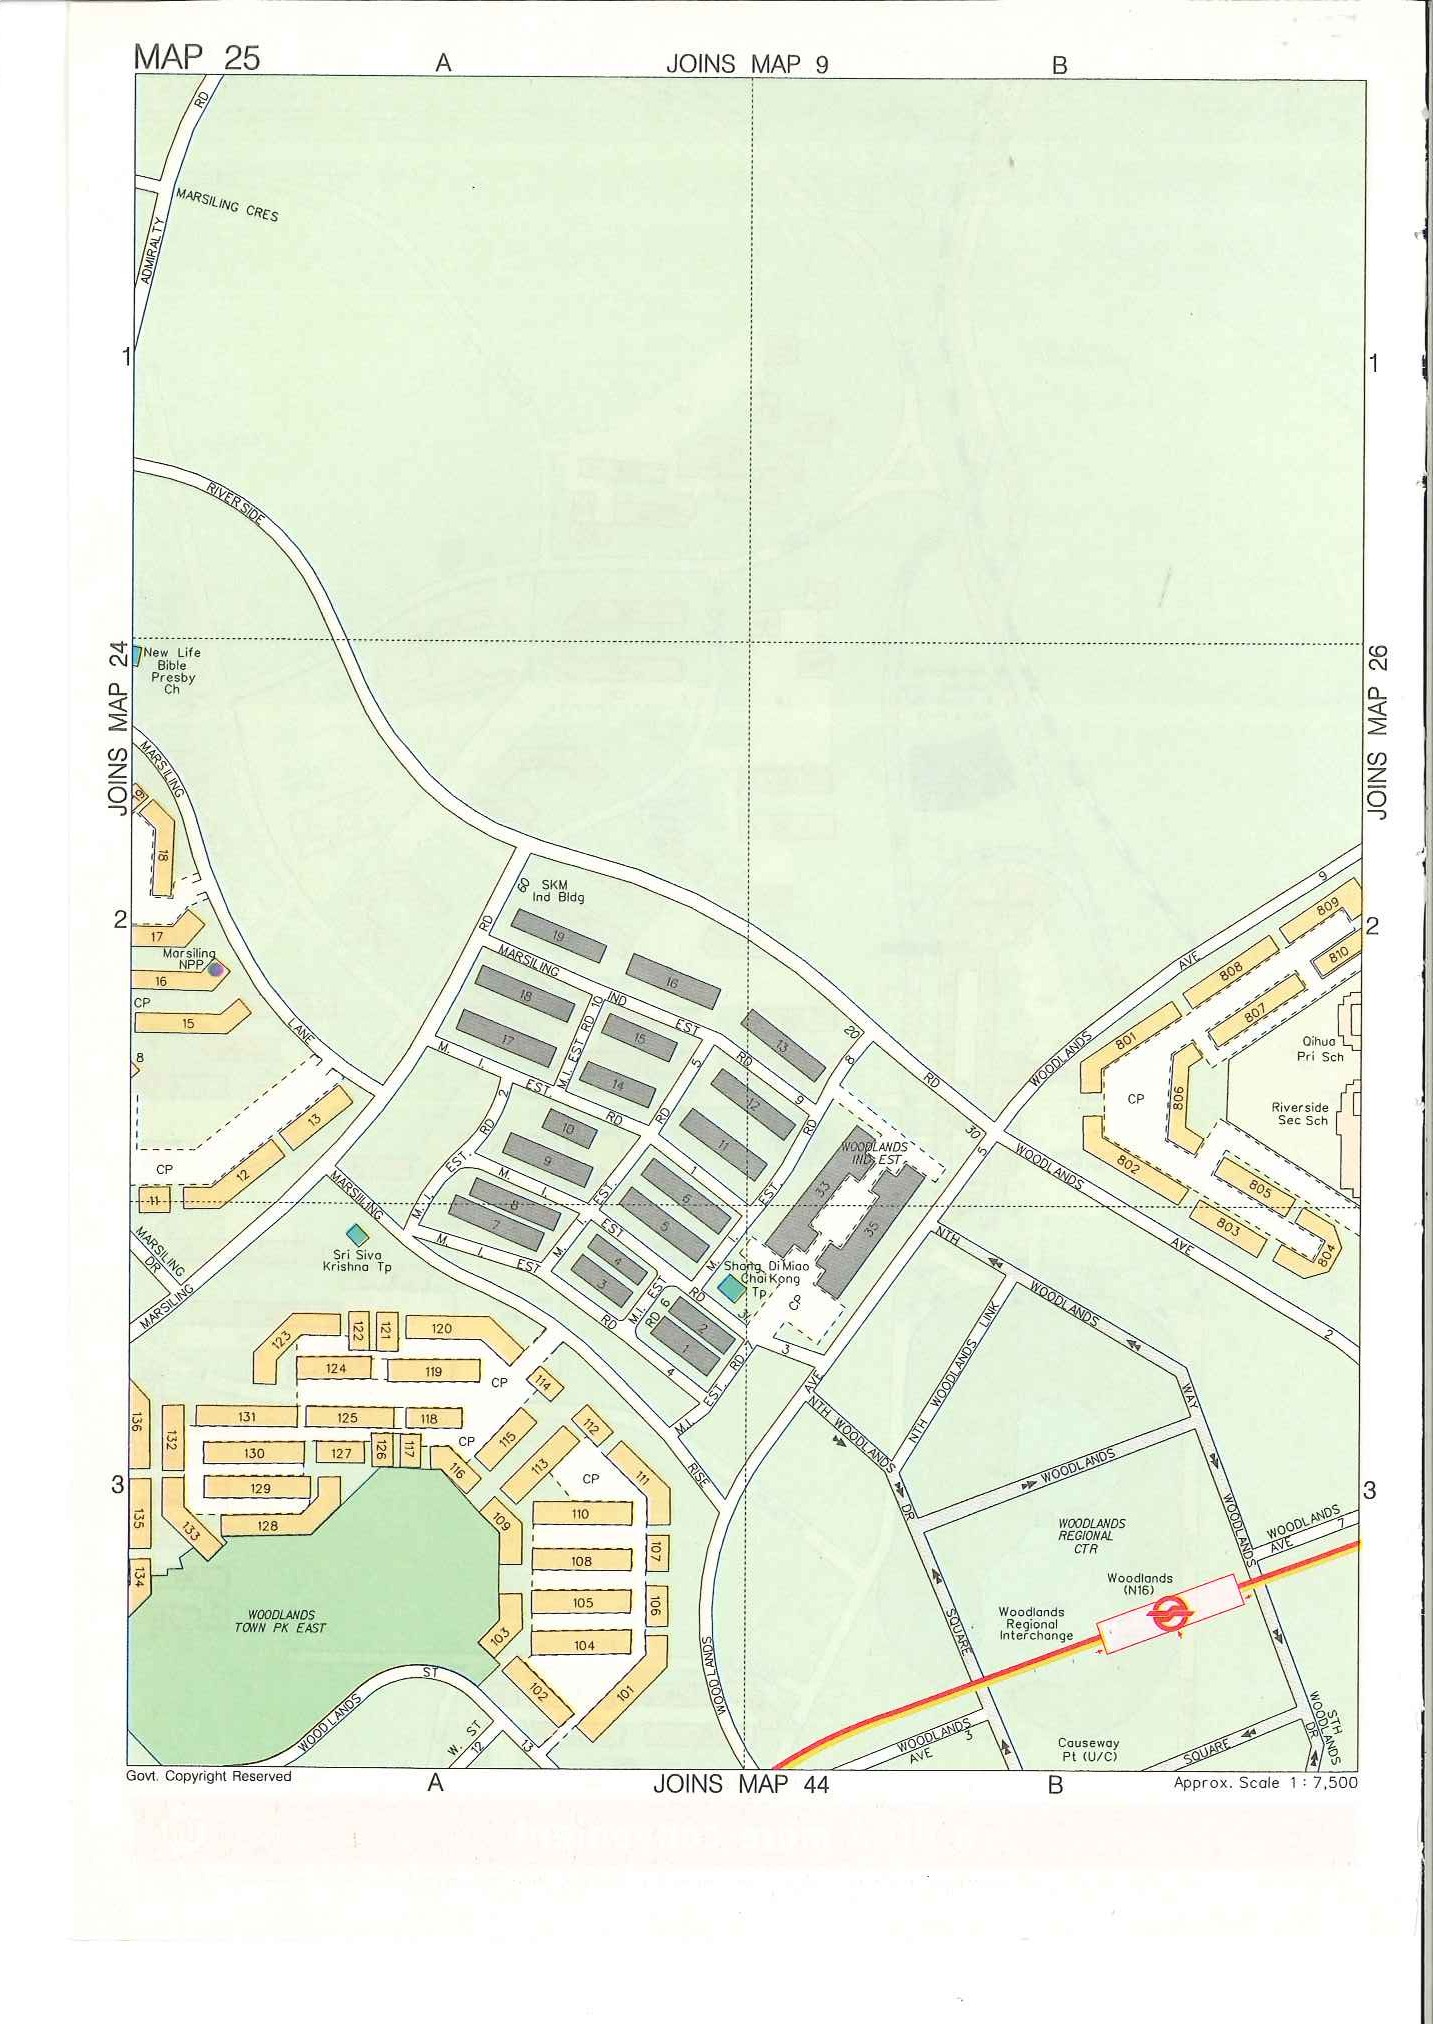 MAP 25
A
JOINS MAP 9
B
RD
ADMIRALTY
MARSILING CRES
1
1
RIVERSIDE
JOINS MAP 24
JOINS MAP 26
New Life
Bible
Presby
Ch
MARSILING
18
17
Marsiling
NPP
16
CP
15
LANE
8
13
12
CP
11
2
2
60
RD
SKM
Ind Bldg
19
16
MARSILING
IND
EST
RD
9
18
17
M.I. EST RD 10
15
14
13
12
11
20
8
RD
M. I. EST. RD
1
5
RD
2
RD
EST.
M. I.
10
9
8
7
6
5
4
3
2
1
M. I.
EST.
M. I.
EST
RD
M. I.
EST
RD
4
M.I. EST
RD 6
RD
EST
M.
RD
EST
M.I.
WOODLANDS
IND EST
33
35
CP
Shang Di Miao
Chai Kong
Tp
3
RD
30
5
AVE
WOODLANDS
AVE
9
WOODLANDS
AVE
2
801
808
809
810
807
806
CP
802
805
803
804
Qihua
Pri Sch
Riverside
Sec Sch
MARSILING
DR
MARSILING
MARSILING
RISE
Sri Siva
Krishna Tp
123
122
121
120
124
119
CP
114
136
132
131
125
118
CP
115
112
130
127
126
117
116
113
CP
111
3
3
135
129
133
128
109
110
107
134
108
105
106
103
104
102
101
WOODLANDS
TOWN PK EAST
WOODLANDS
ST
13
W. ST
12
WOODLANDS
NTH
WOODLANDS
WAY
NTH WOODLANDS LINK
NTH WOODLANDS
DR
WOODLANDS
SQUARE
WOODLANDS
REGIONAL
CTR
WOODLANDS
WOODLANDS
AVE
7
Woodlands
(N16)
Woodlands
Regional
Interchange
WOODLANDS
AVE
3
Causeway
Pt (U/C)
SQUARE
STH
WOODLANDS
DR
Govt. Copyright Reserved
A
JOINS MAP 44
B
Approx. Scale 1 : 7,500